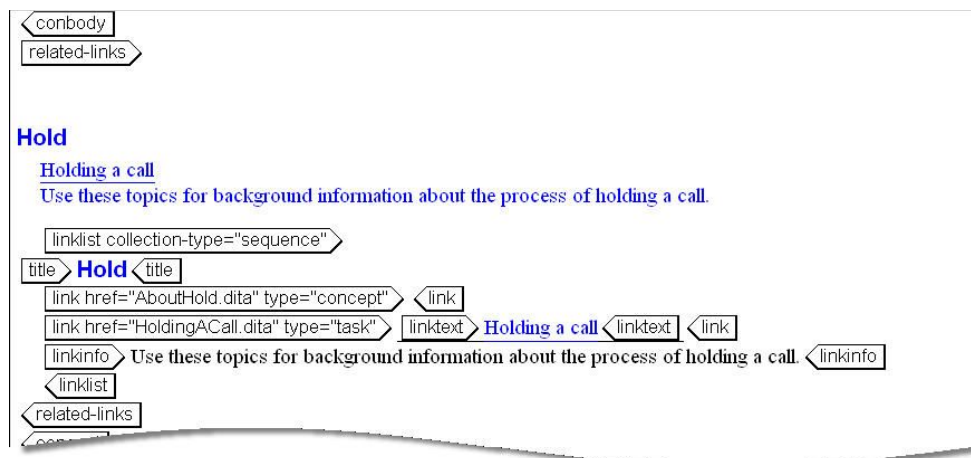 conbody
related-links
Hold
Holding a call
Use these topics for background information about the process of holding a call.
linklist collection-type="sequence"
title Hold title
link href="AboutHold.dita" type="concept" link
link href="HoldingACall.dita" type="task" linktext Holding a call linktext link
linkinfo Use these topics for background information about the process of holding a call. linkinfo
linklist
related-links